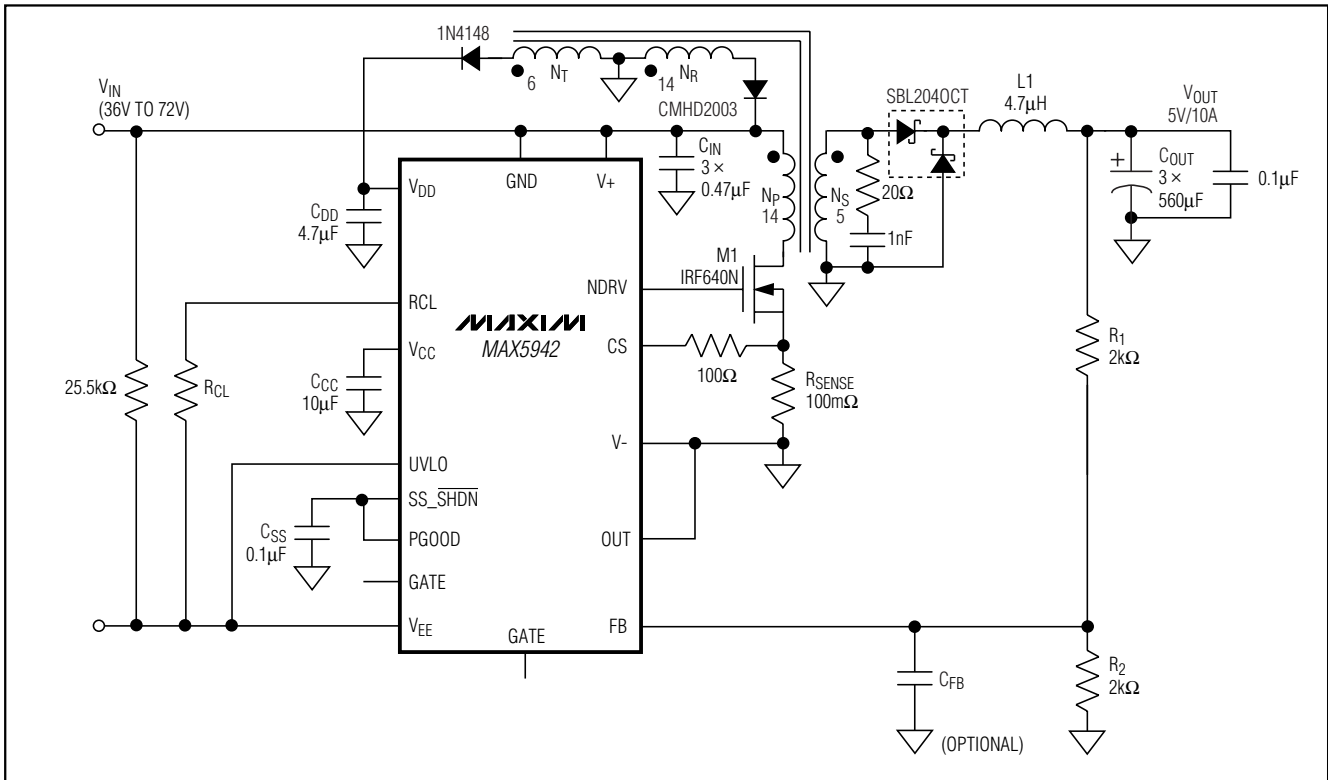 1N4148
6 NT
14 NR
CMHD2003
VIN
(36V TO 72V)
SBL204OCT
L1
4.7µH
VOUT
5V/10A
CIN
3 ×
0.47µF
COUT
3 ×
560µF
0.1µF
VDD
GND
V+
NP
14
NS
5
20Ω
1nF
CDD
4.7µF
M1
IRF640N
NDRV
RCL
MAXIM
MAX5942
VCC
CS
100Ω
CCC
10µF
25.5kΩ
RCL
RSENSE
100mΩ
R1
2kΩ
V-
UVLO
SS_SHDN
CSS
0.1µF
PGOOD
OUT
GATE
VEE
GATE
FB
CFB
R2
2kΩ
(OPTIONAL)